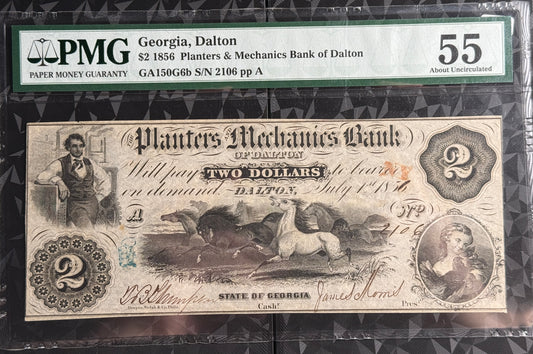 PMG
PAPER MONEY GUARANTY
Georgia, Dalton
$2 1856 Planters & Mechanics Bank of Dalton
GA150G6b S/N 2106 pp A
55
About Uncirculated
Planters & Mechanics Bank
OF DALTON
Will pay TWO DOLLARS to bearer
on demand DALTON, July 1st 1856
2
A
2106
2
STATE OF GEORGIA
Cash.r
James Morris
Pres.t